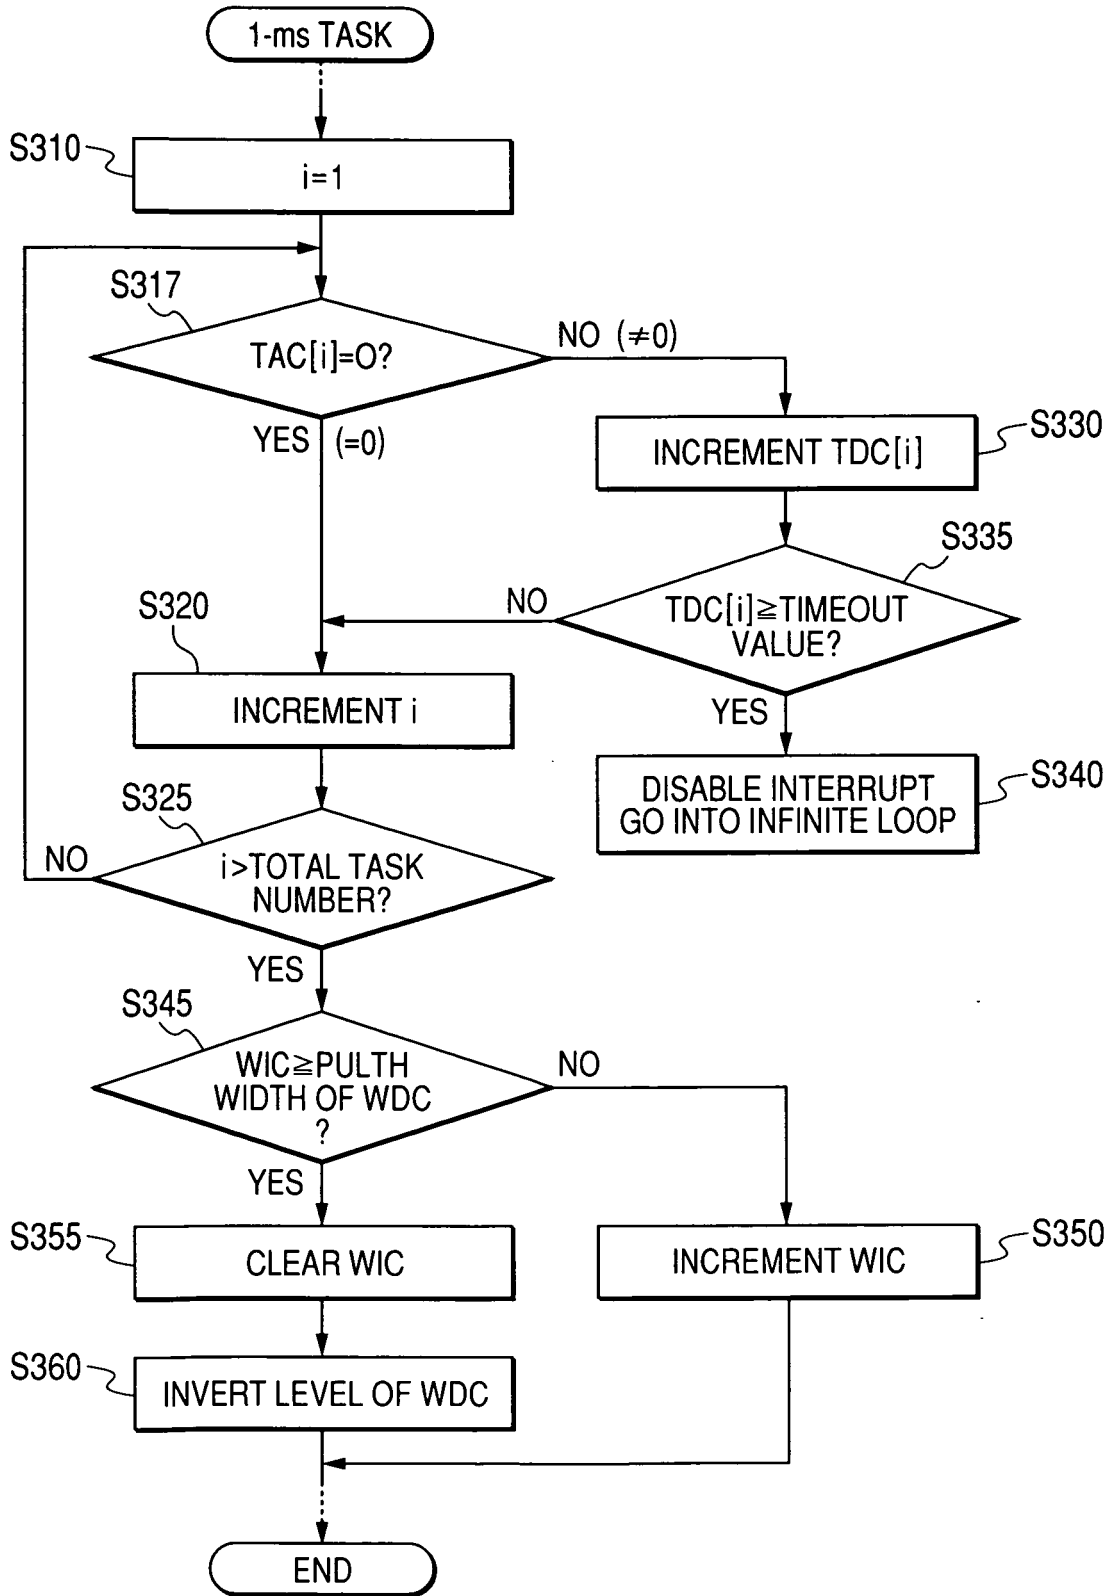 1-ms TASK
S310
i=1
S317
TAC[i]=O?
NO (≠0)
YES (=0)
S330
INCREMENT TDC[i]
S335
TDC[i]≧TIMEOUT
VALUE?
NO
YES
S320
INCREMENT i
S340
DISABLE INTERRUPT
GO INTO INFINITE LOOP
S325
i>TOTAL TASK
NUMBER?
NO
YES
S345
WIC≧PULTH
WIDTH OF WDC
?
NO
YES
S355
CLEAR WIC
S350
INCREMENT WIC
S360
INVERT LEVEL OF WDC
END